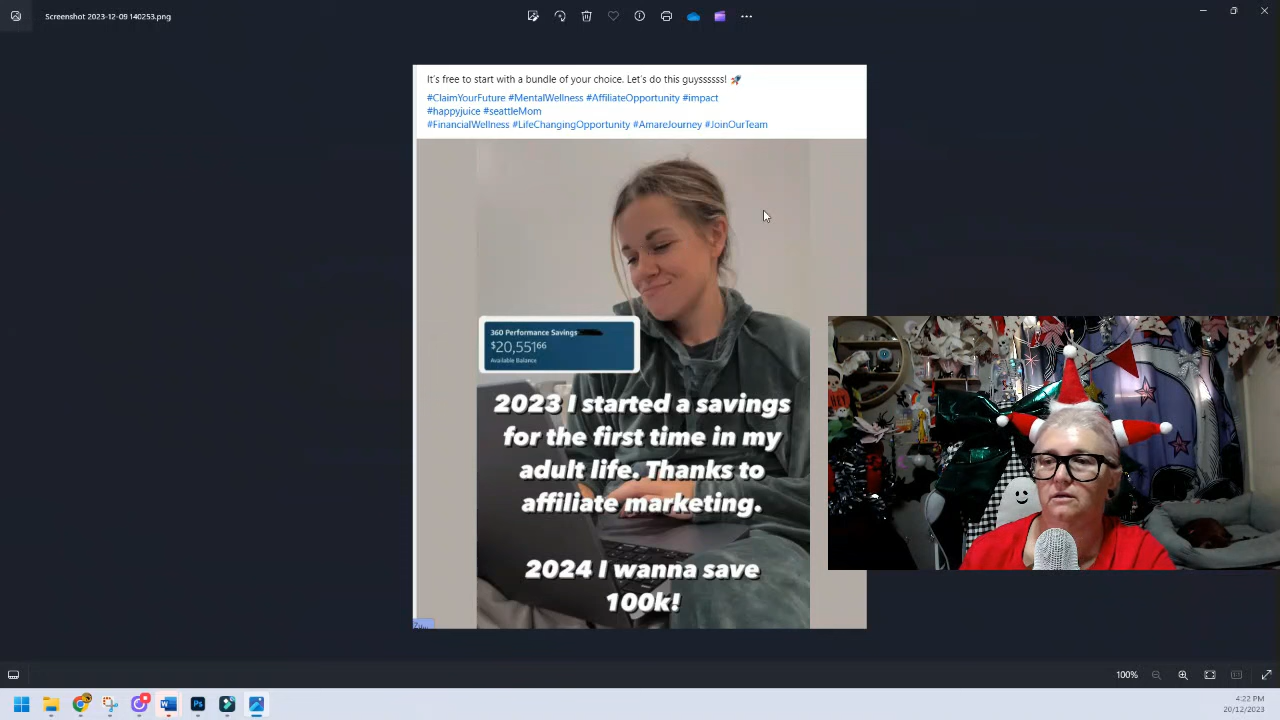 Screenshot 2023-12-09 140253.png
It's free to start with a bundle of your choice. Let's do this guyssssss! 🚀
#ClaimYourFuture #MentalWellness #AffiliateOpportunity #impact
#happyjuice #seattleMom
#FinancialWellness #LifeChangingOpportunity #AmareJourney #JoinOurTeam
360 Performance Savings
$20,551⁶⁶
Available Balance
2023 I started a savings
for the first time in my
adult life. Thanks to
affiliate marketing.
2024 I wanna save
100k!
100%
4:22 PM
20/12/2023